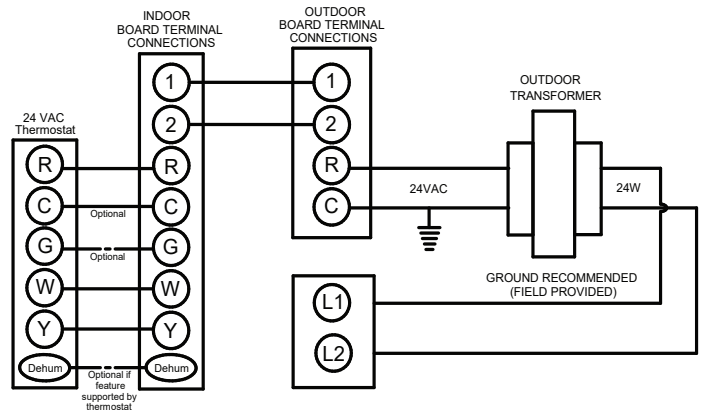 INDOOR
BOARD TERMINAL
CONNECTIONS
OUTDOOR
BOARD TERMINAL
CONNECTIONS
OUTDOOR
TRANSFORMER
24 VAC
Thermostat
1
2
R
C
G
W
Y
Dehum
R
C
Optional
G
Optional
W
Y
Dehum
Optional if
feature
supported by
thermostat
1
2
R
C
24VAC
24W
GROUND RECOMMENDED
(FIELD PROVIDED)
L1
L2